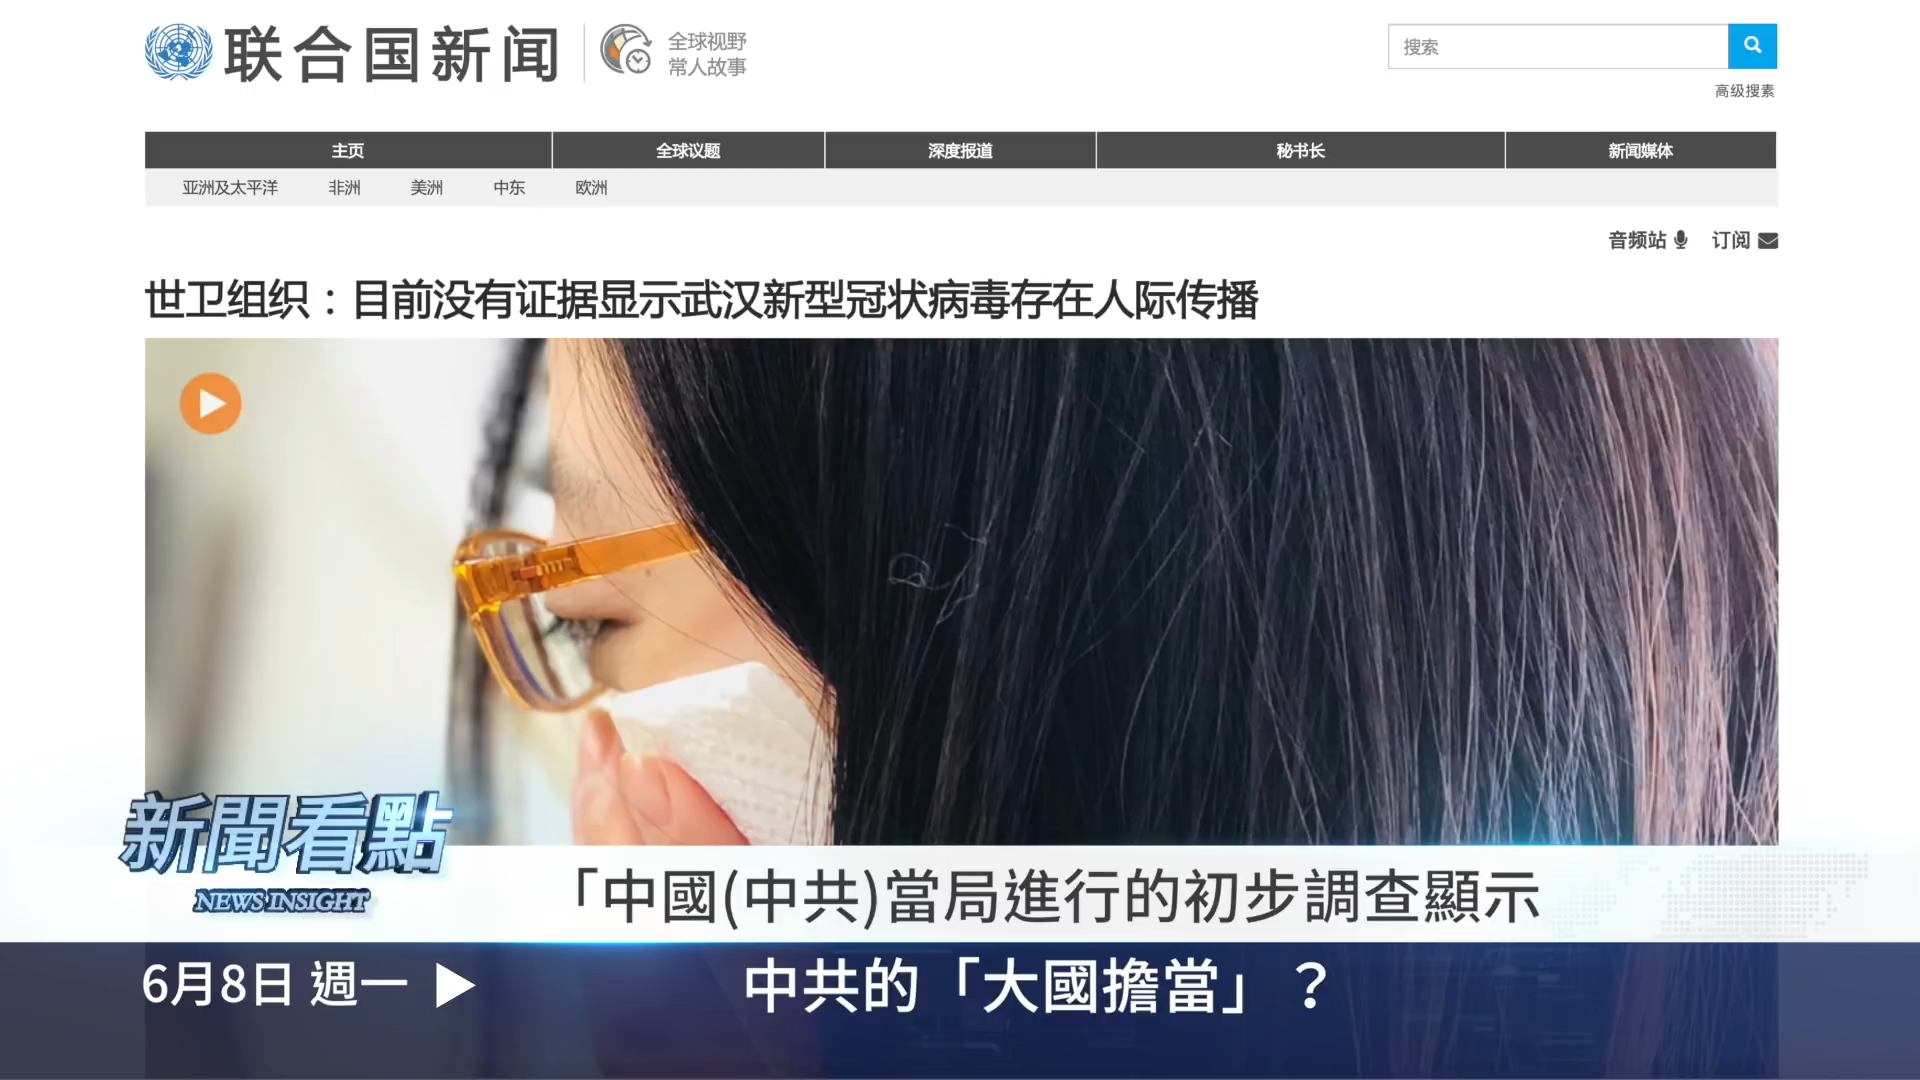 联合国新闻
全球视野
常人故事
搜索
高级搜素
主页 全球议题 深度报道 秘书长 新闻媒体
亚洲及太平洋 非洲 美洲 中东 欧洲
音频站 订阅
世卫组织：目前没有证据显示武汉新型冠状病毒存在人际传播
新聞看點
NEWS INSIGHT
「中國(中共)當局進行的初步調查顯示
6月8日 週一
中共的「大國擔當」？